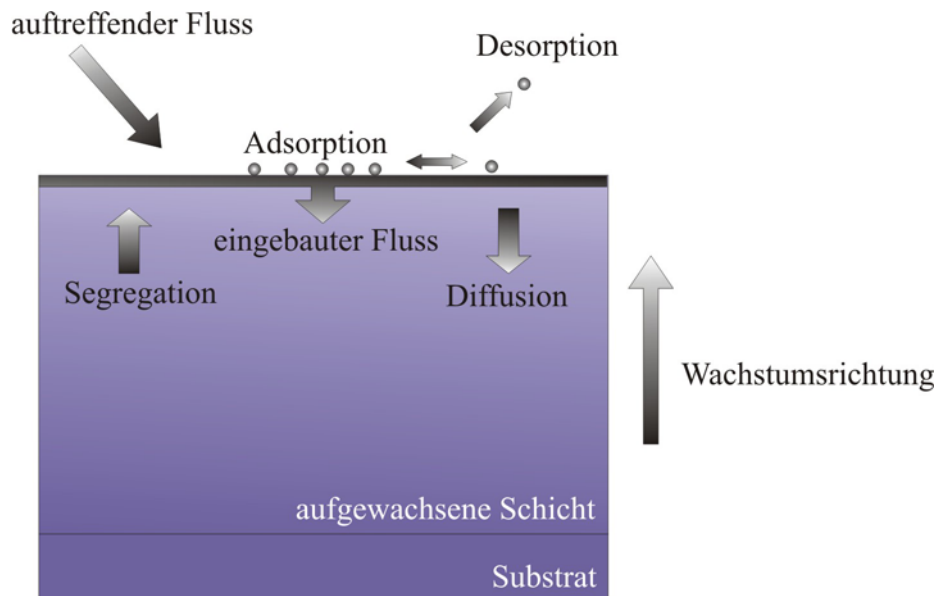 auftreffender Fluss
Desorption
Adsorption
eingebauter Fluss
Segregation
Diffusion
Wachstumsrichtung
aufgewachsene Schicht
Substrat